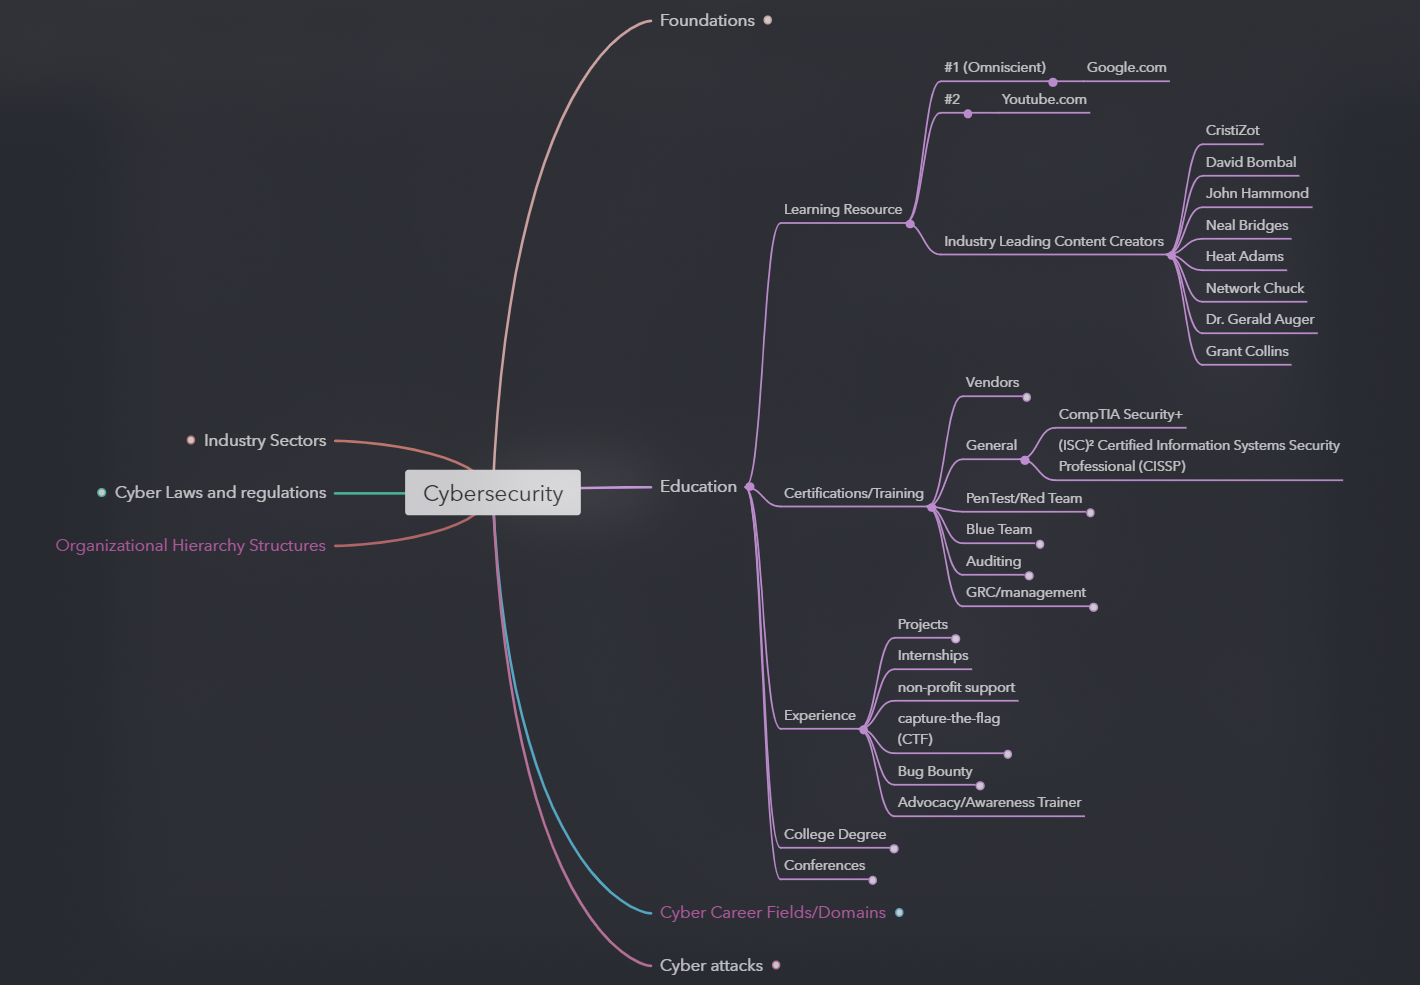 Foundations
#1 (Omniscient)
Google.com
#2
Youtube.com
CristiZot
David Bombal
John Hammond
Neal Bridges
Heat Adams
Network Chuck
Dr. Gerald Auger
Grant Collins
Learning Resource
Industry Leading Content Creators
Vendors
CompTIA Security+
General
(ISC)² Certified Information Systems Security
Professional (CISSP)
Industry Sectors
Cyber Laws and regulations
Organizational Hierarchy Structures
Cybersecurity
Education
Certifications/Training
PenTest/Red Team
Blue Team
Auditing
GRC/management
Projects
Internships
non-profit support
Experience
capture-the-flag
(CTF)
Bug Bounty
Advocacy/Awareness Trainer
College Degree
Conferences
Cyber Career Fields/Domains
Cyber attacks